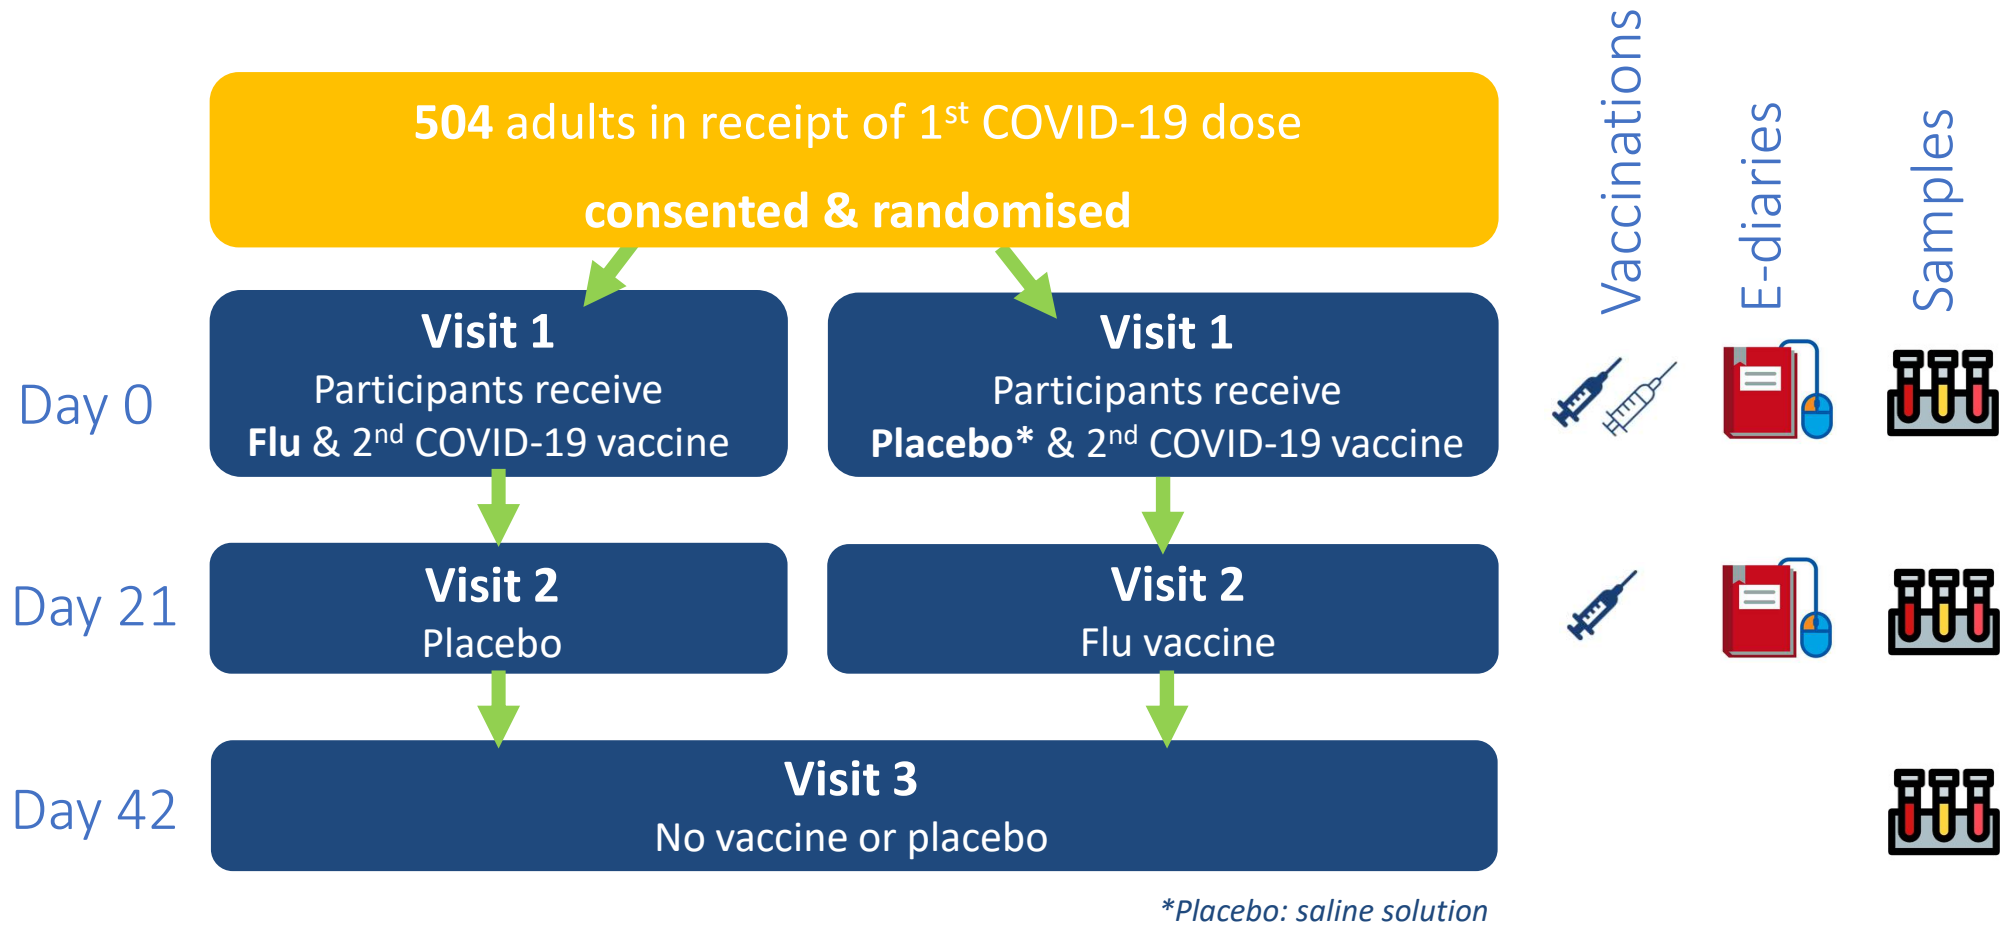 Vaccinations
E-diaries
Samples
504 adults in receipt of 1st COVID-19 dose
consented & randomised
Day 0
Visit 1
Participants receive
Flu & 2nd COVID-19 vaccine
Visit 1
Participants receive
Placebo* & 2nd COVID-19 vaccine
Day 21
Visit 2
Placebo
Visit 2
Flu vaccine
Day 42
Visit 3
No vaccine or placebo
*Placebo: saline solution